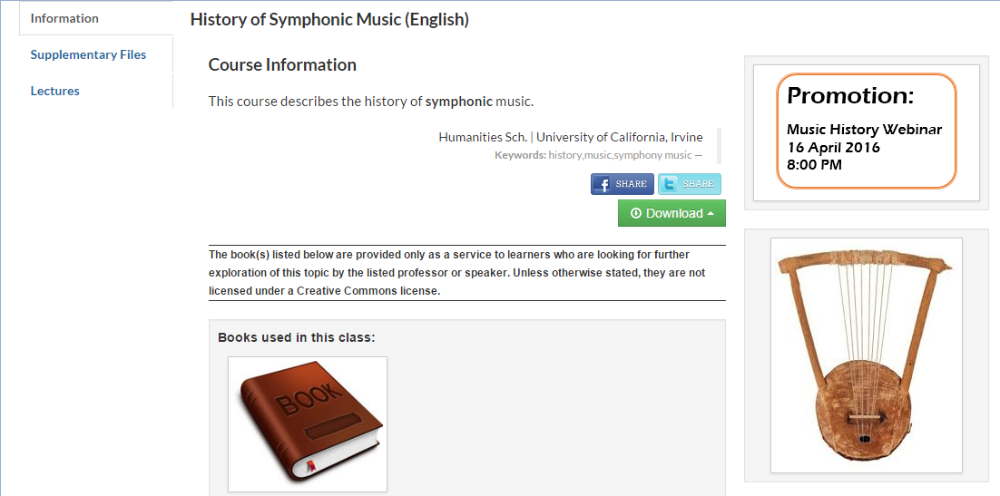 Information
Supplementary Files
Lectures
History of Symphonic Music (English)
Course Information
This course describes the history of symphonic music.
Humanities Sch. | University of California, Irvine
Keywords: history,music,symphony music —
f SHARE t SHARE
Download
The book(s) listed below are provided only as a service to learners who are looking for further
exploration of this topic by the listed professor or speaker. Unless otherwise stated, they are not
licensed under a Creative Commons license.
Books used in this class:
BOOK
Promotion:
Music History Webinar
16 April 2016
8:00 PM